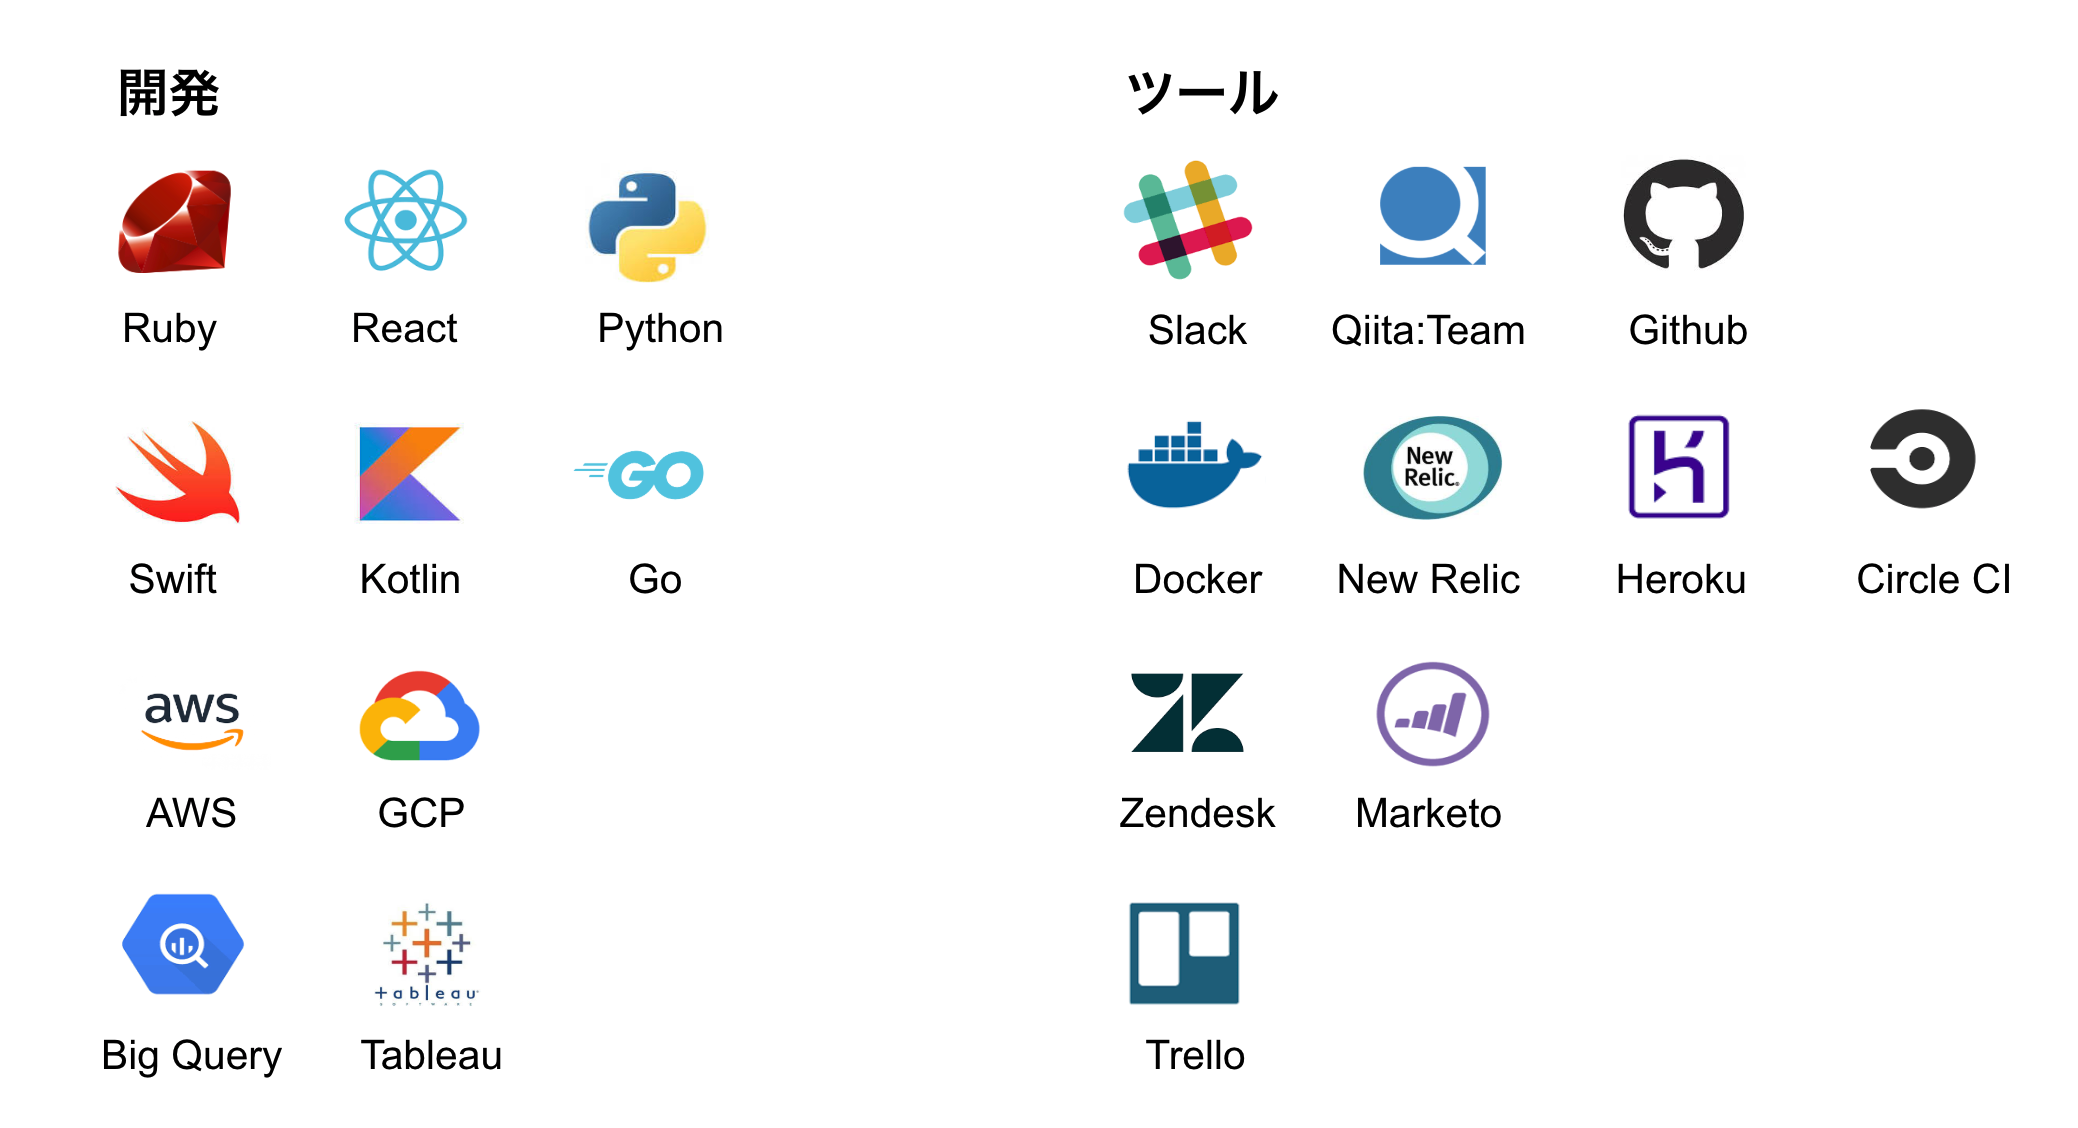 開発
Ruby React Python
Swift Kotlin GO Go
aws
AWS GCP
+ableau
SOFTWARE
Big Query Tableau
ツール
Slack Qiita:Team Github
New
Relic.
Docker New Relic Heroku Circle CI
Zendesk Marketo
Trello